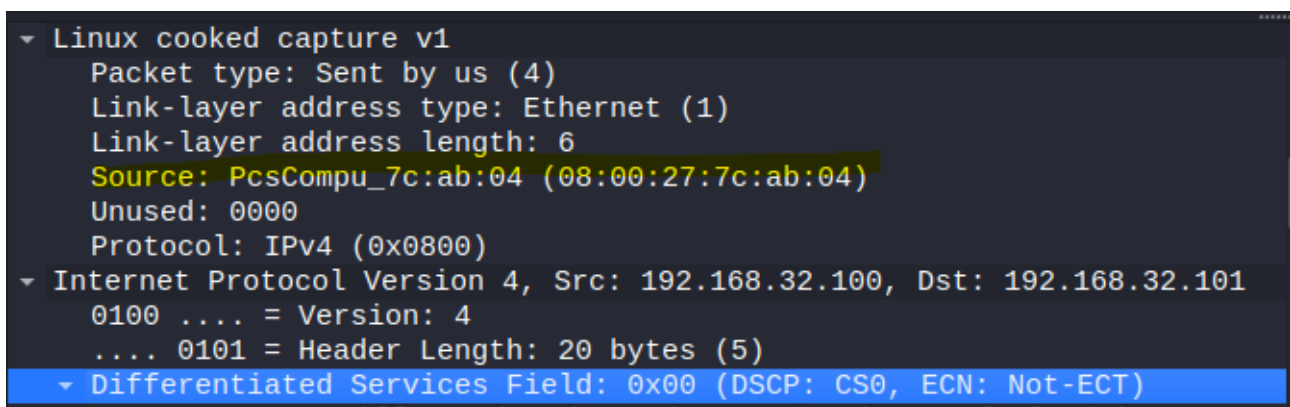 Linux cooked capture v1
Packet type: Sent by us (4)
Link-layer address type: Ethernet (1)
Link-layer address length: 6
Source: PcsCompu_7c:ab:04 (08:00:27:7c:ab:04)
Unused: 0000
Protocol: IPv4 (0x0800)
Internet Protocol Version 4, Src: 192.168.32.100, Dst: 192.168.32.101
0100 .... = Version: 4
.... 0101 = Header Length: 20 bytes (5)
Differentiated Services Field: 0x00 (DSCP: CS0, ECN: Not-ECT)